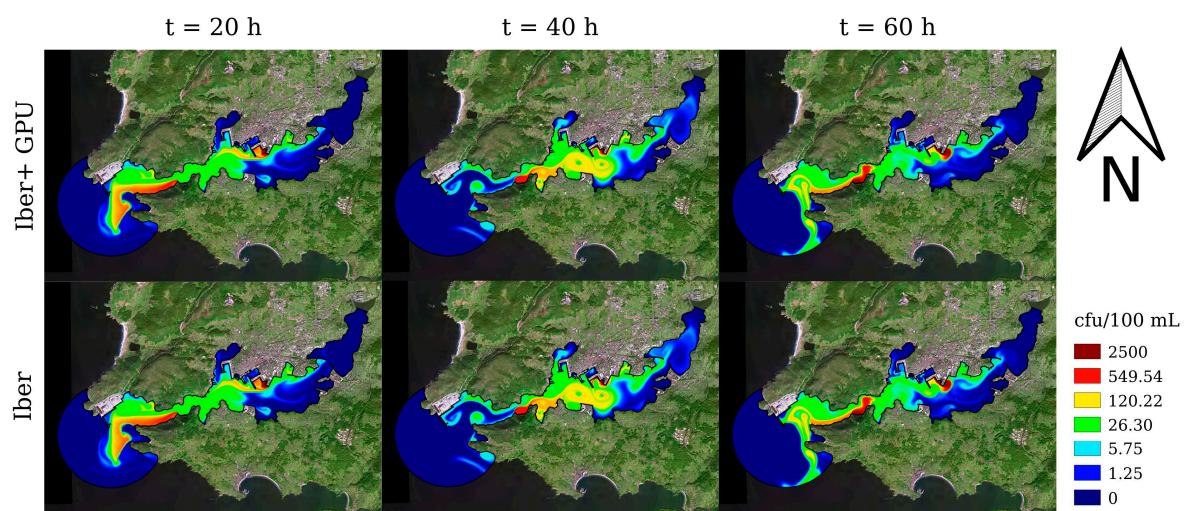 t = 20 h
t = 40 h
t = 60 h
Iber+ GPU
Iber
N
cfu/100 mL
2500
549.54
120.22
26.30
5.75
1.25
0